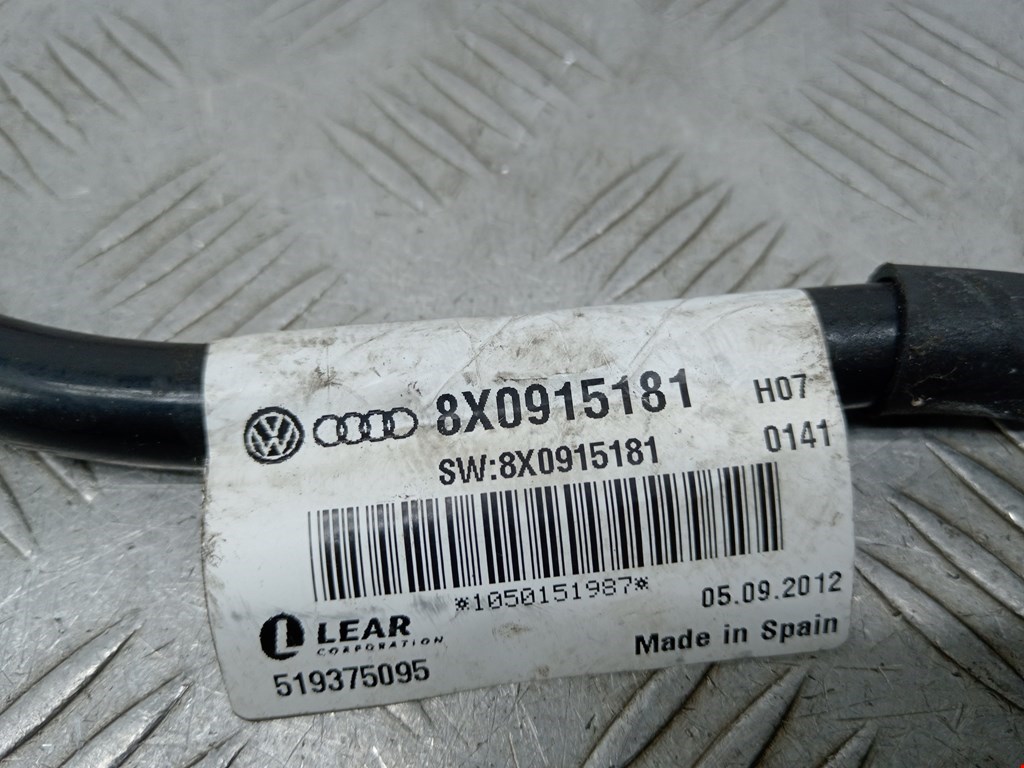 8X0915181 H07
SW:8X0915181 0141
*1050151987* 05.09.2012
LEAR
CORPORATION
Made in Spain
519375095